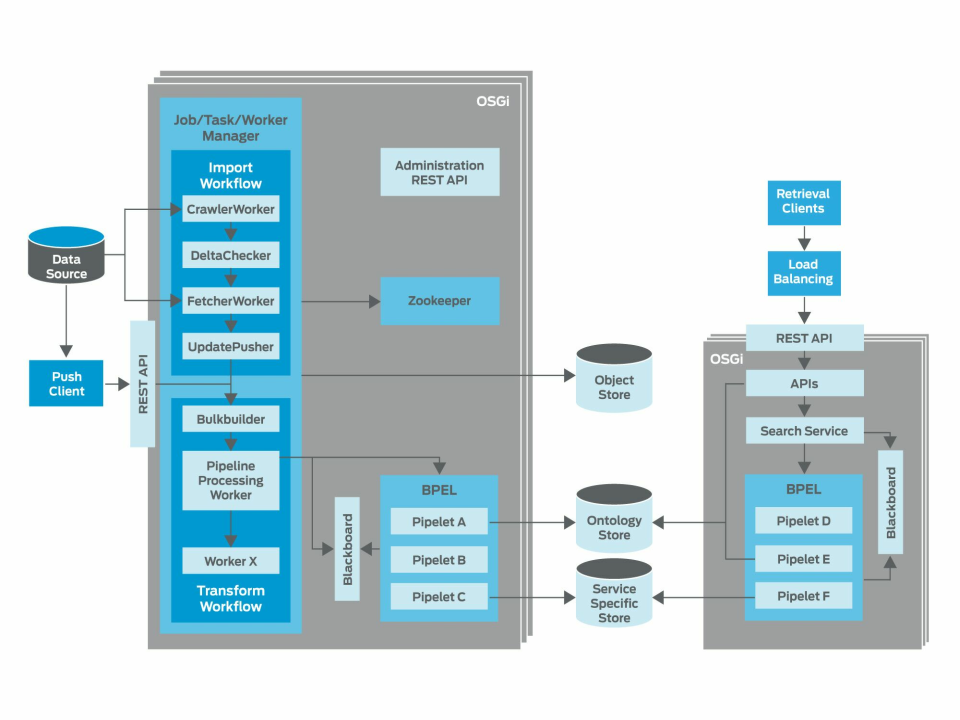 OSGi
Job/Task/Worker
Manager
Import
Workflow
CrawlerWorker
DeltaChecker
FetcherWorker
UpdatePusher
Administration
REST API
Zookeeper
Data
Source
Push
Client
REST API
Bulkbuilder
Pipeline
Processing
Worker
Worker X
Transform
Workflow
Blackboard
BPEL
Pipelet A
Pipelet B
Pipelet C
Object
Store
Ontology
Store
Service
Specific
Store
Retrieval
Clients
Load
Balancing
REST API
OSGi
APIs
Search Service
BPEL
Pipelet D
Pipelet E
Pipelet F
Blackboard